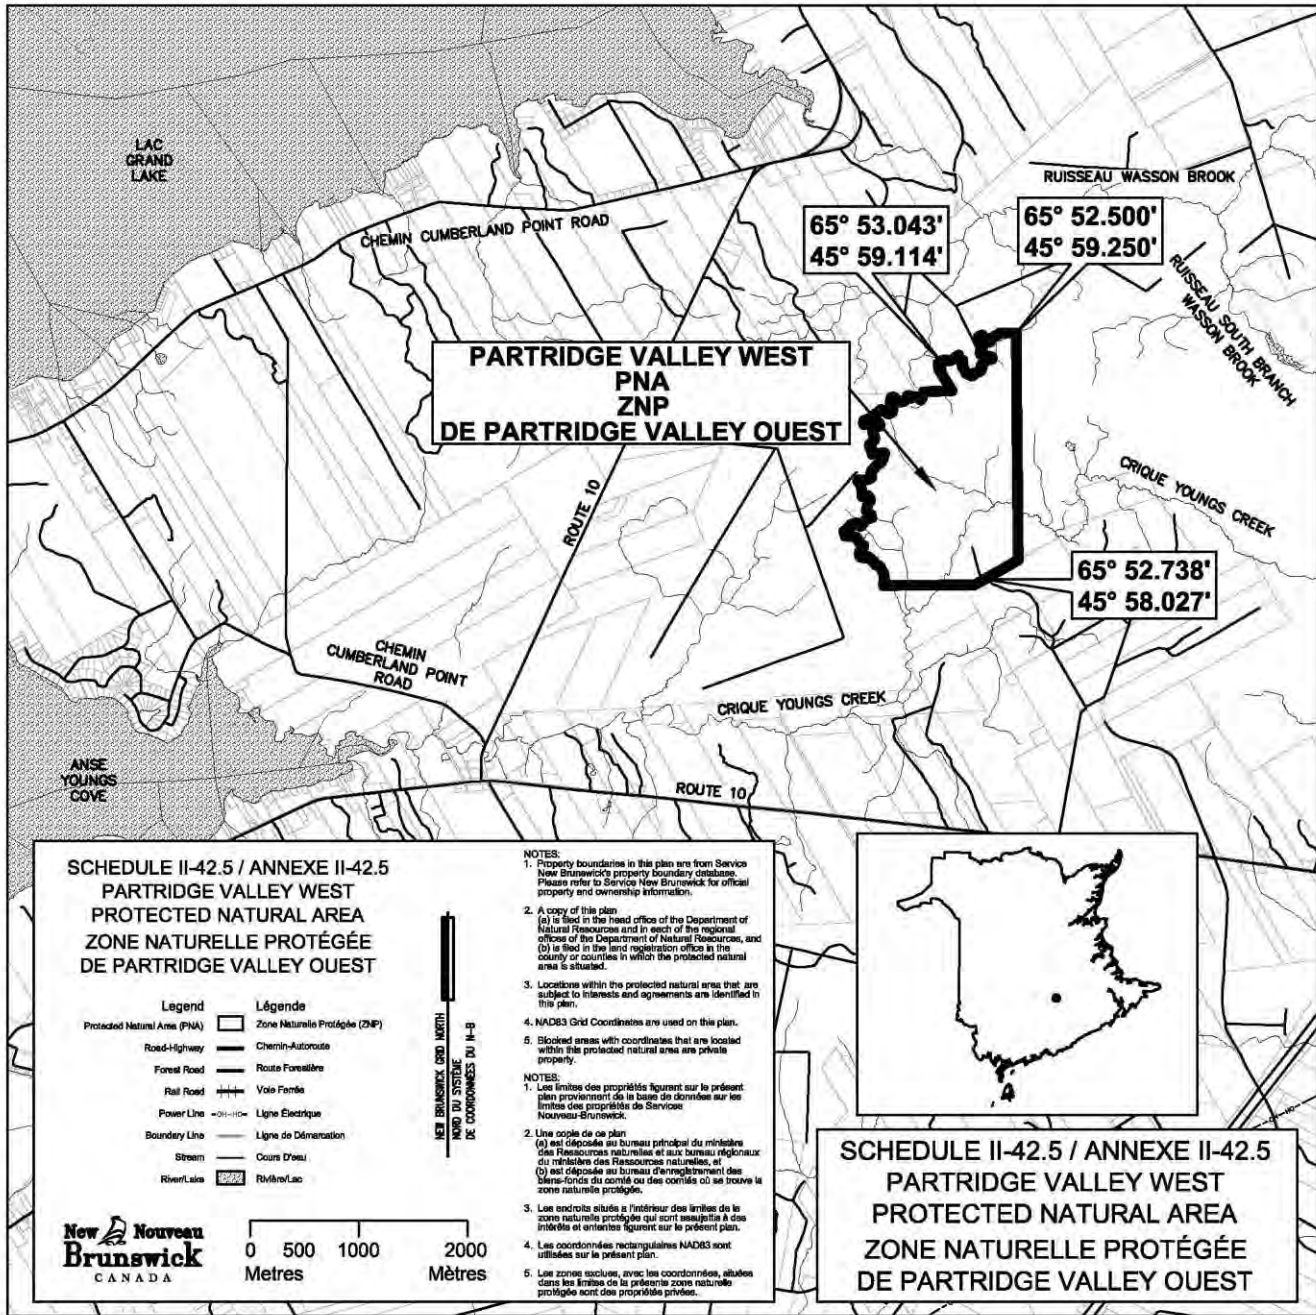 LAC
GRAND
LAKE
CHEMIN CUMBERLAND POINT ROAD
RUISSEAU WASSON BROOK
65° 53.043'
45° 59.114'
65° 52.500'
45° 59.250'
RUISSEAU SOUTH BRANCH
WASSON BROOK
PARTRIDGE VALLEY WEST
PNA
ZNP
DE PARTRIDGE VALLEY OUEST
ROUTE 10
CRIQUE YOUNGS CREEK
65° 52.738'
45° 58.027'
CHEMIN
CUMBERLAND POINT
ROAD
CRIQUE YOUNGS CREEK
ANSE
YOUNGS
COVE
ROUTE 10
SCHEDULE II-42.5 / ANNEXE II-42.5
PARTRIDGE VALLEY WEST
PROTECTED NATURAL AREA
ZONE NATURELLE PROTÉGÉE
DE PARTRIDGE VALLEY OUEST
Legend Légende
Protected Natural Area (PNA) Zone Naturelle Protégée (ZNP)
Road-Highway Chemin-Autoroute
Forest Road Route Forestière
Rail Road Voie Ferrée
Power Line -OH-HO- Ligne Électrique
Boundary Line Ligne de Démarcation
Stream Cours D'eau
River/Lake Rivière/Lac
NEW BRUNSWICK GRID NORTH
NORD DU SYSTÈME
DE COORDONNÉES DU N-B
New Nouveau
Brunswick
CANADA
0 500 1000 2000
Metres Mètres
NOTES:
1. Property boundaries in this plan are from Service
New Brunswick's property boundary database.
Please refer to Service New Brunswick for official
property and ownership information.
2. A copy of this plan
(a) is filed in the head office of the Department of
Natural Resources and in each of the regional
offices of the Department of Natural Resources, and
(b) is filed in the land registration office in the
county or counties in which the protected natural
area is situated.
3. Locations within the protected natural area that are
subject to interests and agreements are identified in
this plan.
4. NAD83 Grid Coordinates are used on this plan.
5. Blocked areas with coordinates that are located
within this protected natural area are private
property.
NOTES:
1. Les limites des propriétés figurant sur le présent
plan proviennent de la base de données sur les
limites des propriétés de Services
Nouveau-Brunswick.
2. Une copie de ce plan
(a) est déposée au bureau principal du ministère
des Ressources naturelles et aux bureau régionaux
du ministère des Ressources naturelles, et
(b) est déposée au bureau d'enregistrement des
biens-fonds du comté ou des comtés où se trouve la
zone naturelle protégée.
3. Les endroits situés a l'intérieur des limites de la
zone naturelle protégée qui sont assujettis à des
intérêts et ententes figurent sur le présent plan.
4. Les coordonnées rectangulaires NAD83 sont
utilisées sur le présent plan.
5. Les zones exclues, avec les coordonnées, situées
dans les limites de la présente zone naturelle
protégée sont des propriétés privées.
OH-HO
SCHEDULE II-42.5 / ANNEXE II-42.5
PARTRIDGE VALLEY WEST
PROTECTED NATURAL AREA
ZONE NATURELLE PROTÉGÉE
DE PARTRIDGE VALLEY OUEST